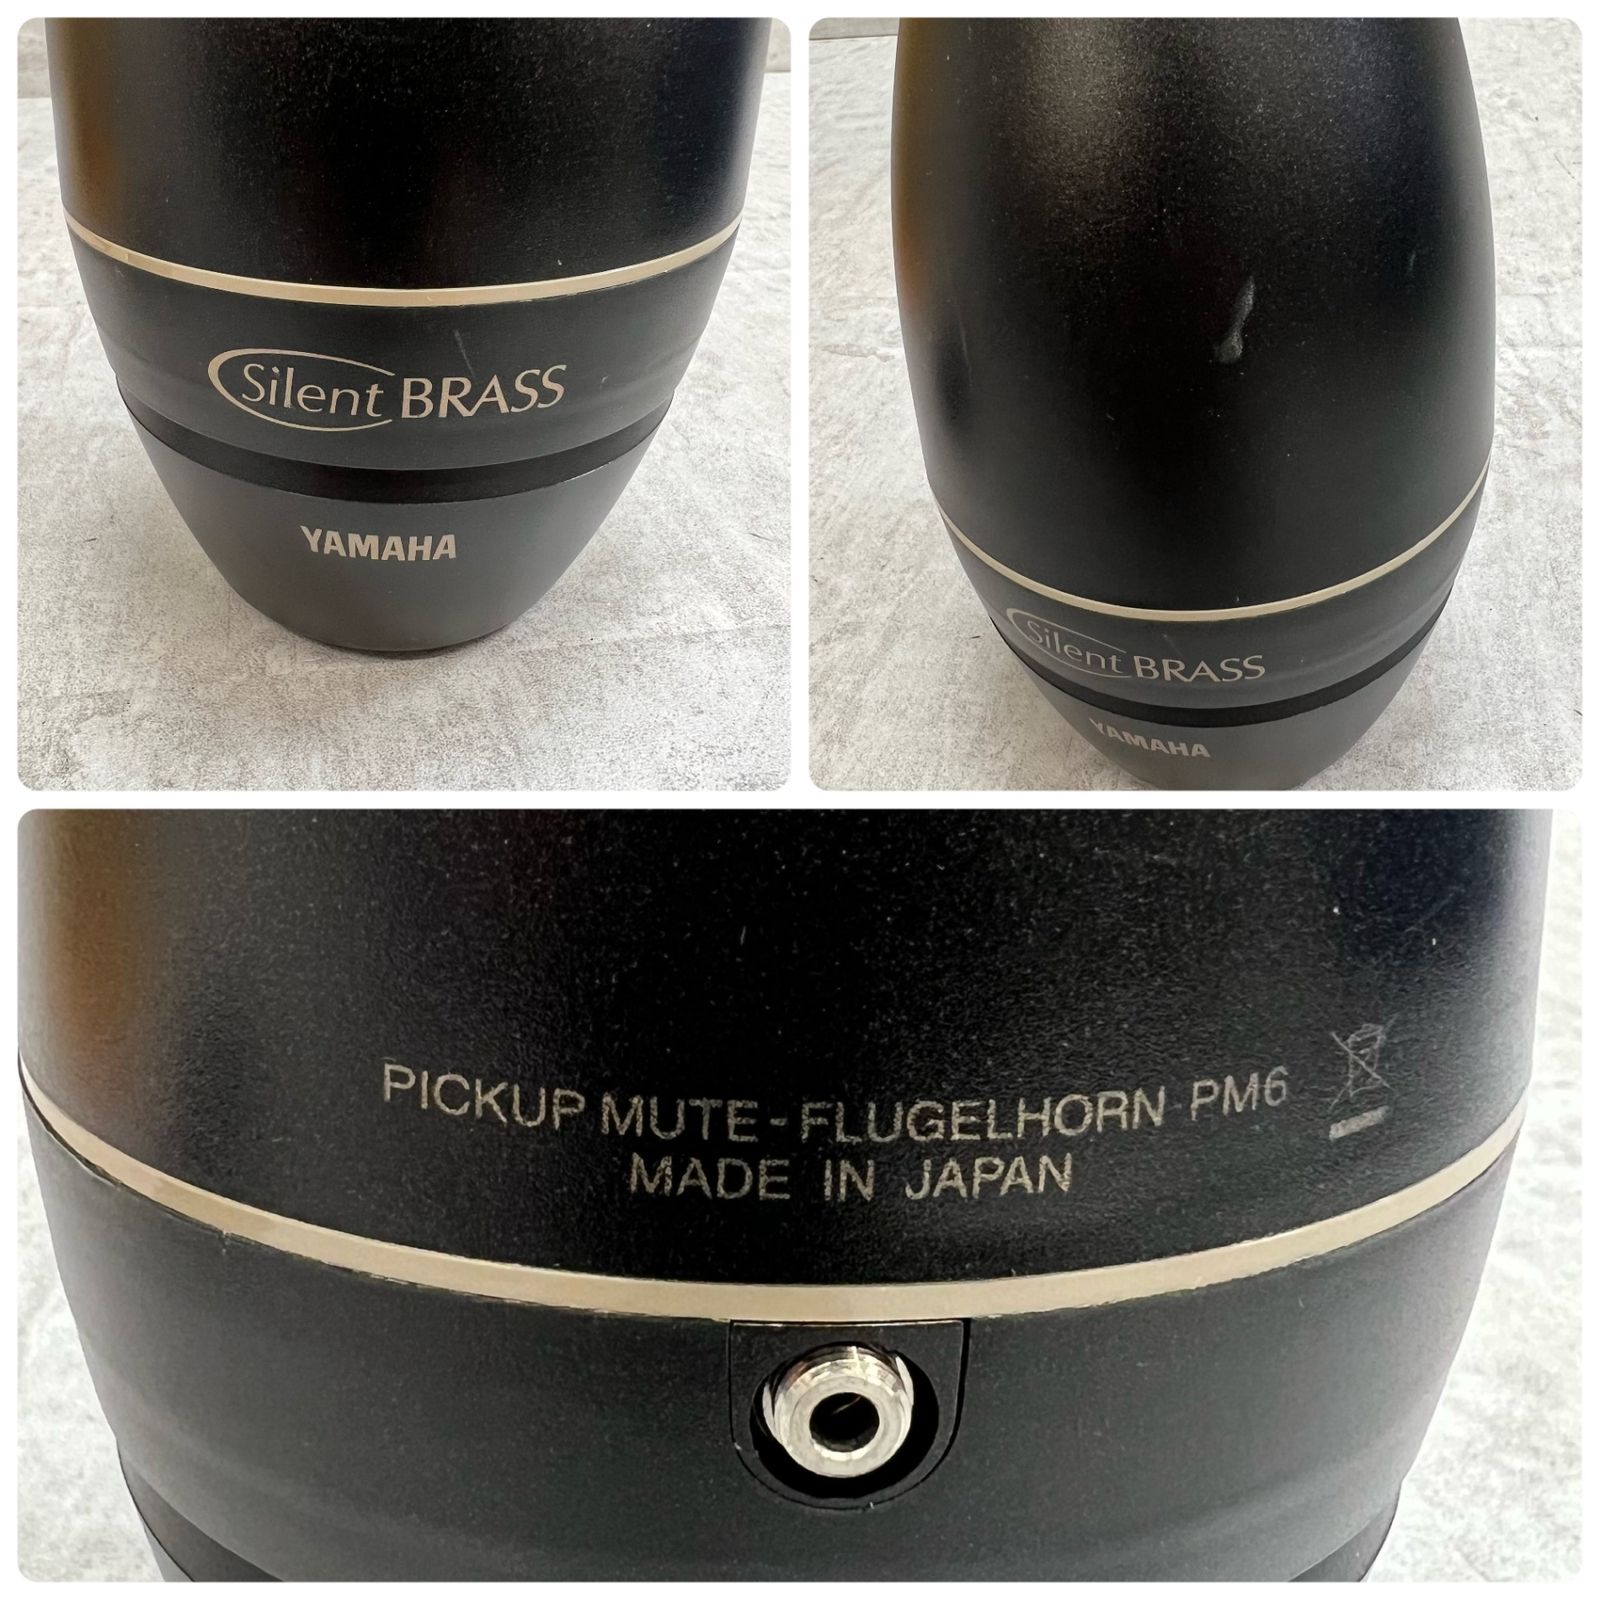 Silent BRASS
YAMAHA
Silent BRASS
YAMAHA
PICKUP MUTE-FLUGELHORN PM6
MADE IN JAPAN